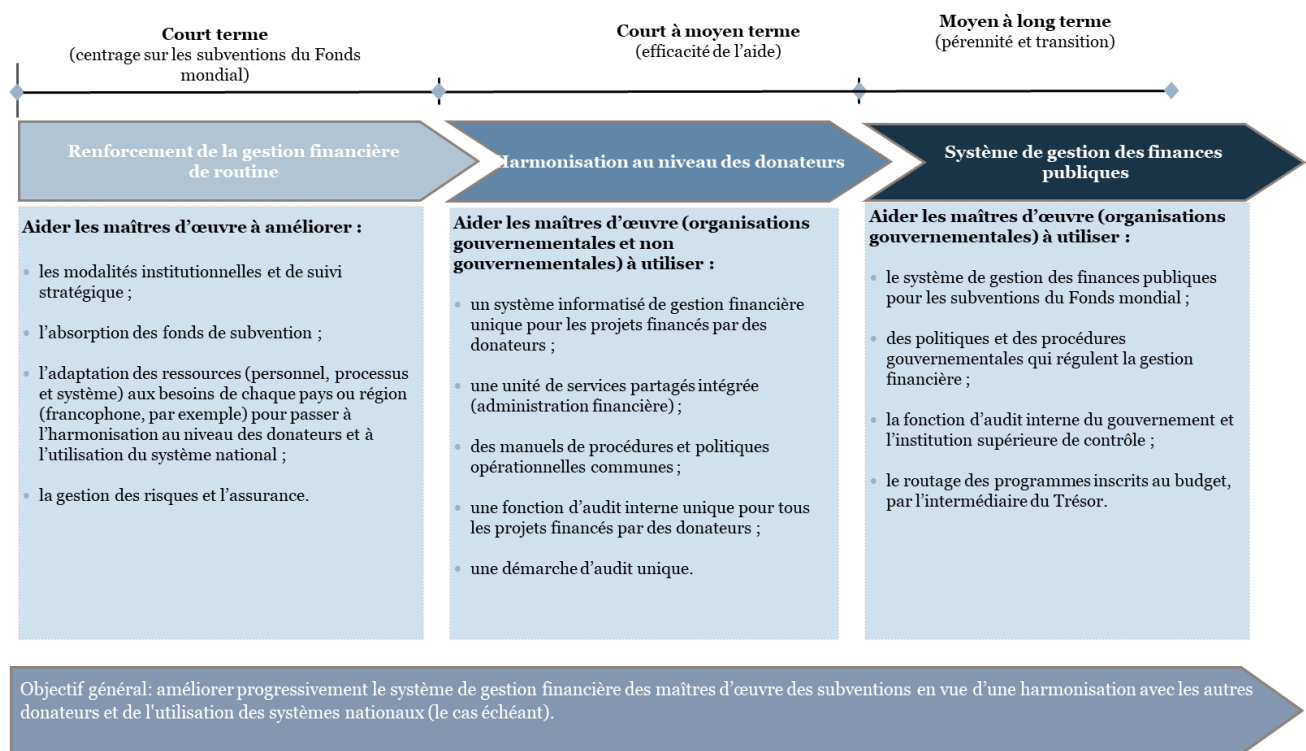 Court terme
(centrage sur les subventions du Fonds
mondial)
Court à moyen terme
(efficacité de l’aide)
Moyen à long terme
(pérennité et transition)
Renforcement de la gestion financière
de routine
Harmonisation au niveau des donateurs
Système de gestion des finances
publiques
Aider les maîtres d’œuvre à améliorer :
les modalités institutionnelles et de suivi
stratégique ;
l’absorption des fonds de subvention ;
l’adaptation des ressources (personnel, processus
et système) aux besoins de chaque pays ou région
(francophone, par exemple) pour passer à
l’harmonisation au niveau des donateurs et à
l’utilisation du système national ;
la gestion des risques et l’assurance.
Aider les maîtres d’œuvre (organisations
gouvernementales et non
gouvernementales) à utiliser :
un système informatisé de gestion financière
unique pour les projets financés par des
donateurs ;
une unité de services partagés intégrée
(administration financière) ;
des manuels de procédures et politiques
opérationnelles communes ;
une fonction d’audit interne unique pour tous
les projets financés par des donateurs ;
une démarche d’audit unique.
Aider les maîtres d’œuvre (organisations
gouvernementales) à utiliser :
le système de gestion des finances publiques
pour les subventions du Fonds mondial ;
des politiques et des procédures
gouvernementales qui régulent la gestion
financière ;
la fonction d’audit interne du gouvernement et
l’institution supérieure de contrôle ;
le routage des programmes inscrits au budget,
par l’intermédiaire du Trésor.
Objectif général: améliorer progressivement le système de gestion financière des maîtres d’œuvre des subventions en vue d’une harmonisation avec les autres
donateurs et de l'utilisation des systèmes nationaux (le cas échéant).